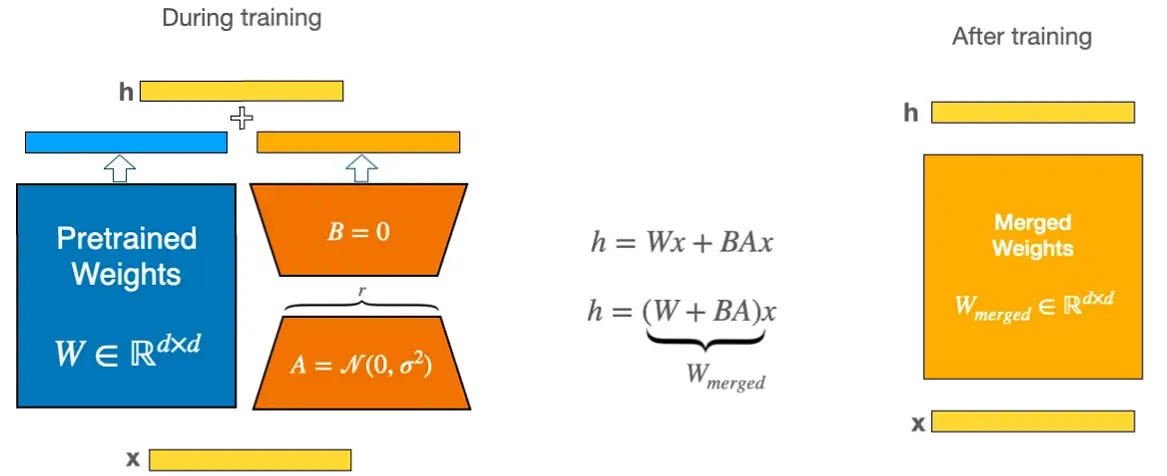 During training
After training
h
+
h
Pretrained
Weights
W ∈ ℝ^{d×d}
B = 0
r
A = 𝒩(0, σ²)
x
h = Wx + BAx
h = (W + BA)x
W_{merged}
Merged
Weights
W_{merged} ∈ ℝ^{d×d}
x